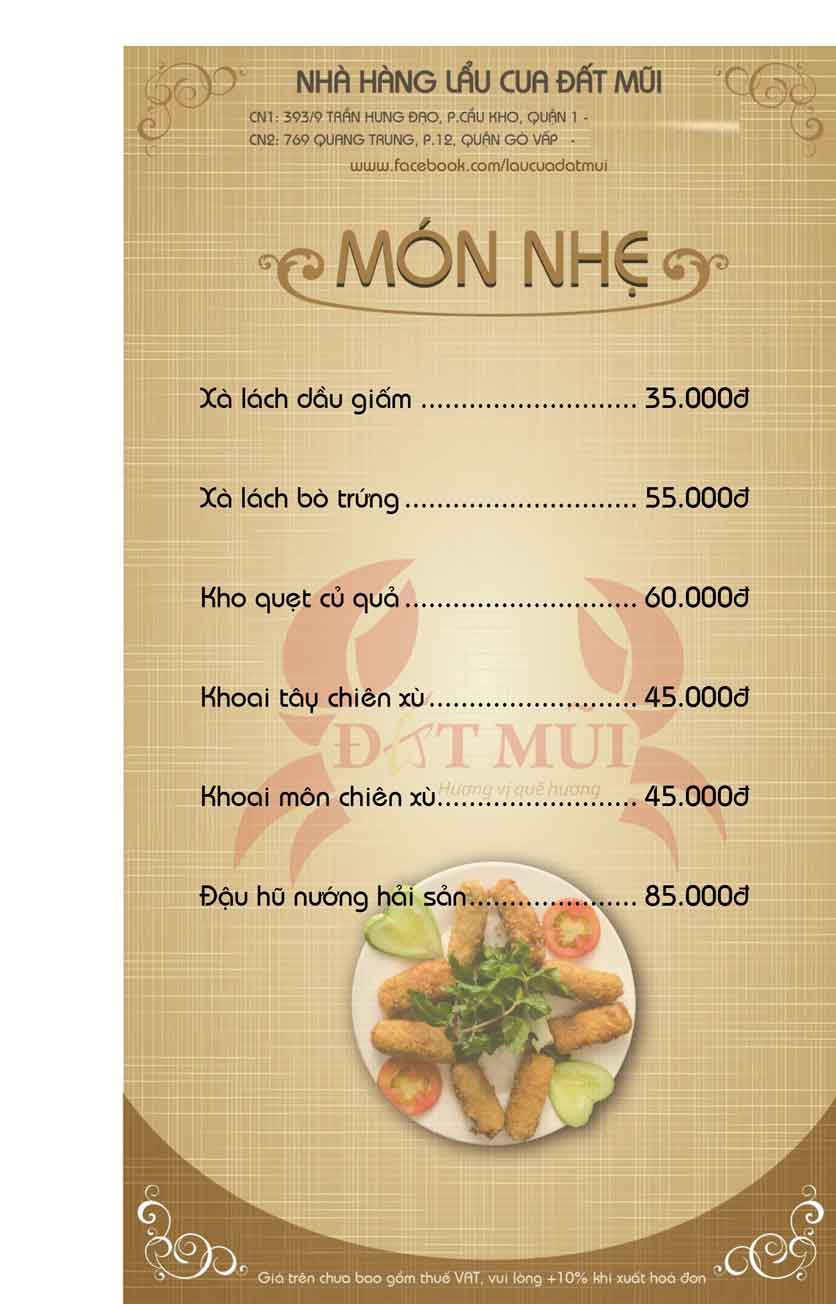 NHÀ HÀNG LẨU CUA ĐẤT MŨI
CN1: 393/9 TRẦN HƯNG ĐẠO, P.CẦU KHO, QUẬN 1 -
CN2: 769 QUANG TRUNG, P.12, QUẬN GÒ VẤP -
www.facebook.com/laucuadatmui
MÓN NHẸ
Xà lách dầu giấm ........................... 35.000đ
Xà lách bò trứng ............................. 55.000đ
Kho quẹt củ quả ............................. 60.000đ
Khoai tây chiên xù .......................... 45.000đ
ĐẤT MUI
Hương vị quê hương
Khoai môn chiên xù ......................... 45.000đ
Đậu hũ nướng hải sản ..................... 85.000đ
Giá trên chưa bao gồm thuế VAT, vui lòng +10% khi xuất hoá đơn